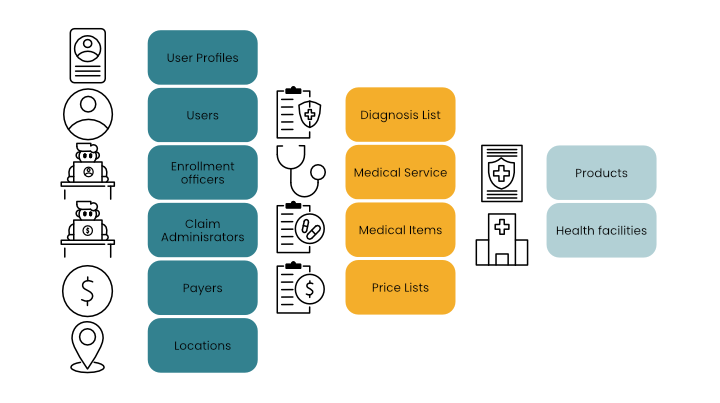 User Profiles
Users
Enrollment
officers
Claim
Adminisrators
Payers
Locations
Diagnosis List
Medical Service
Medical Items
Price Lists
Products
Health facilities